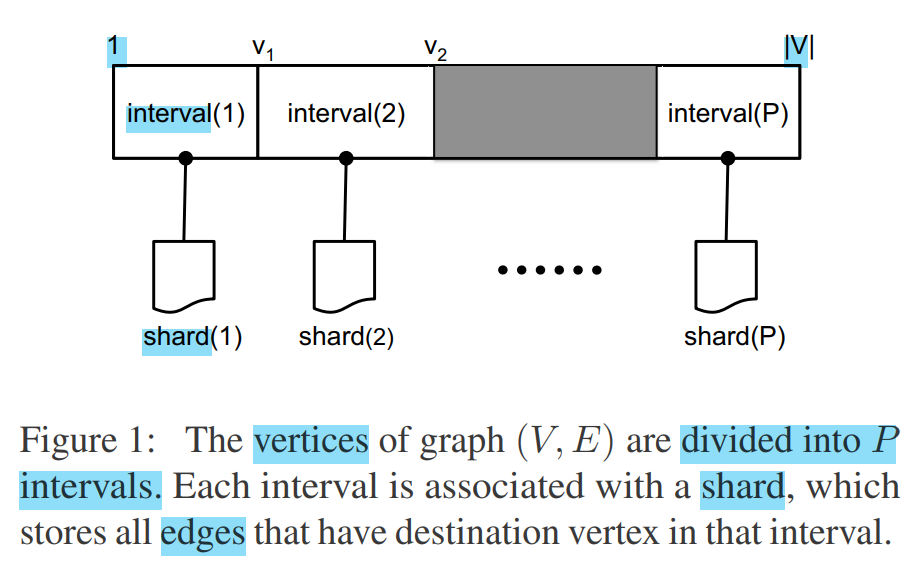 1 v₁ v₂ |V|
interval(1) interval(2) interval(P)
shard(1) shard(2) shard(P)
Figure 1: The vertices of graph (V, E) are divided into P
intervals. Each interval is associated with a shard, which
stores all edges that have destination vertex in that interval.